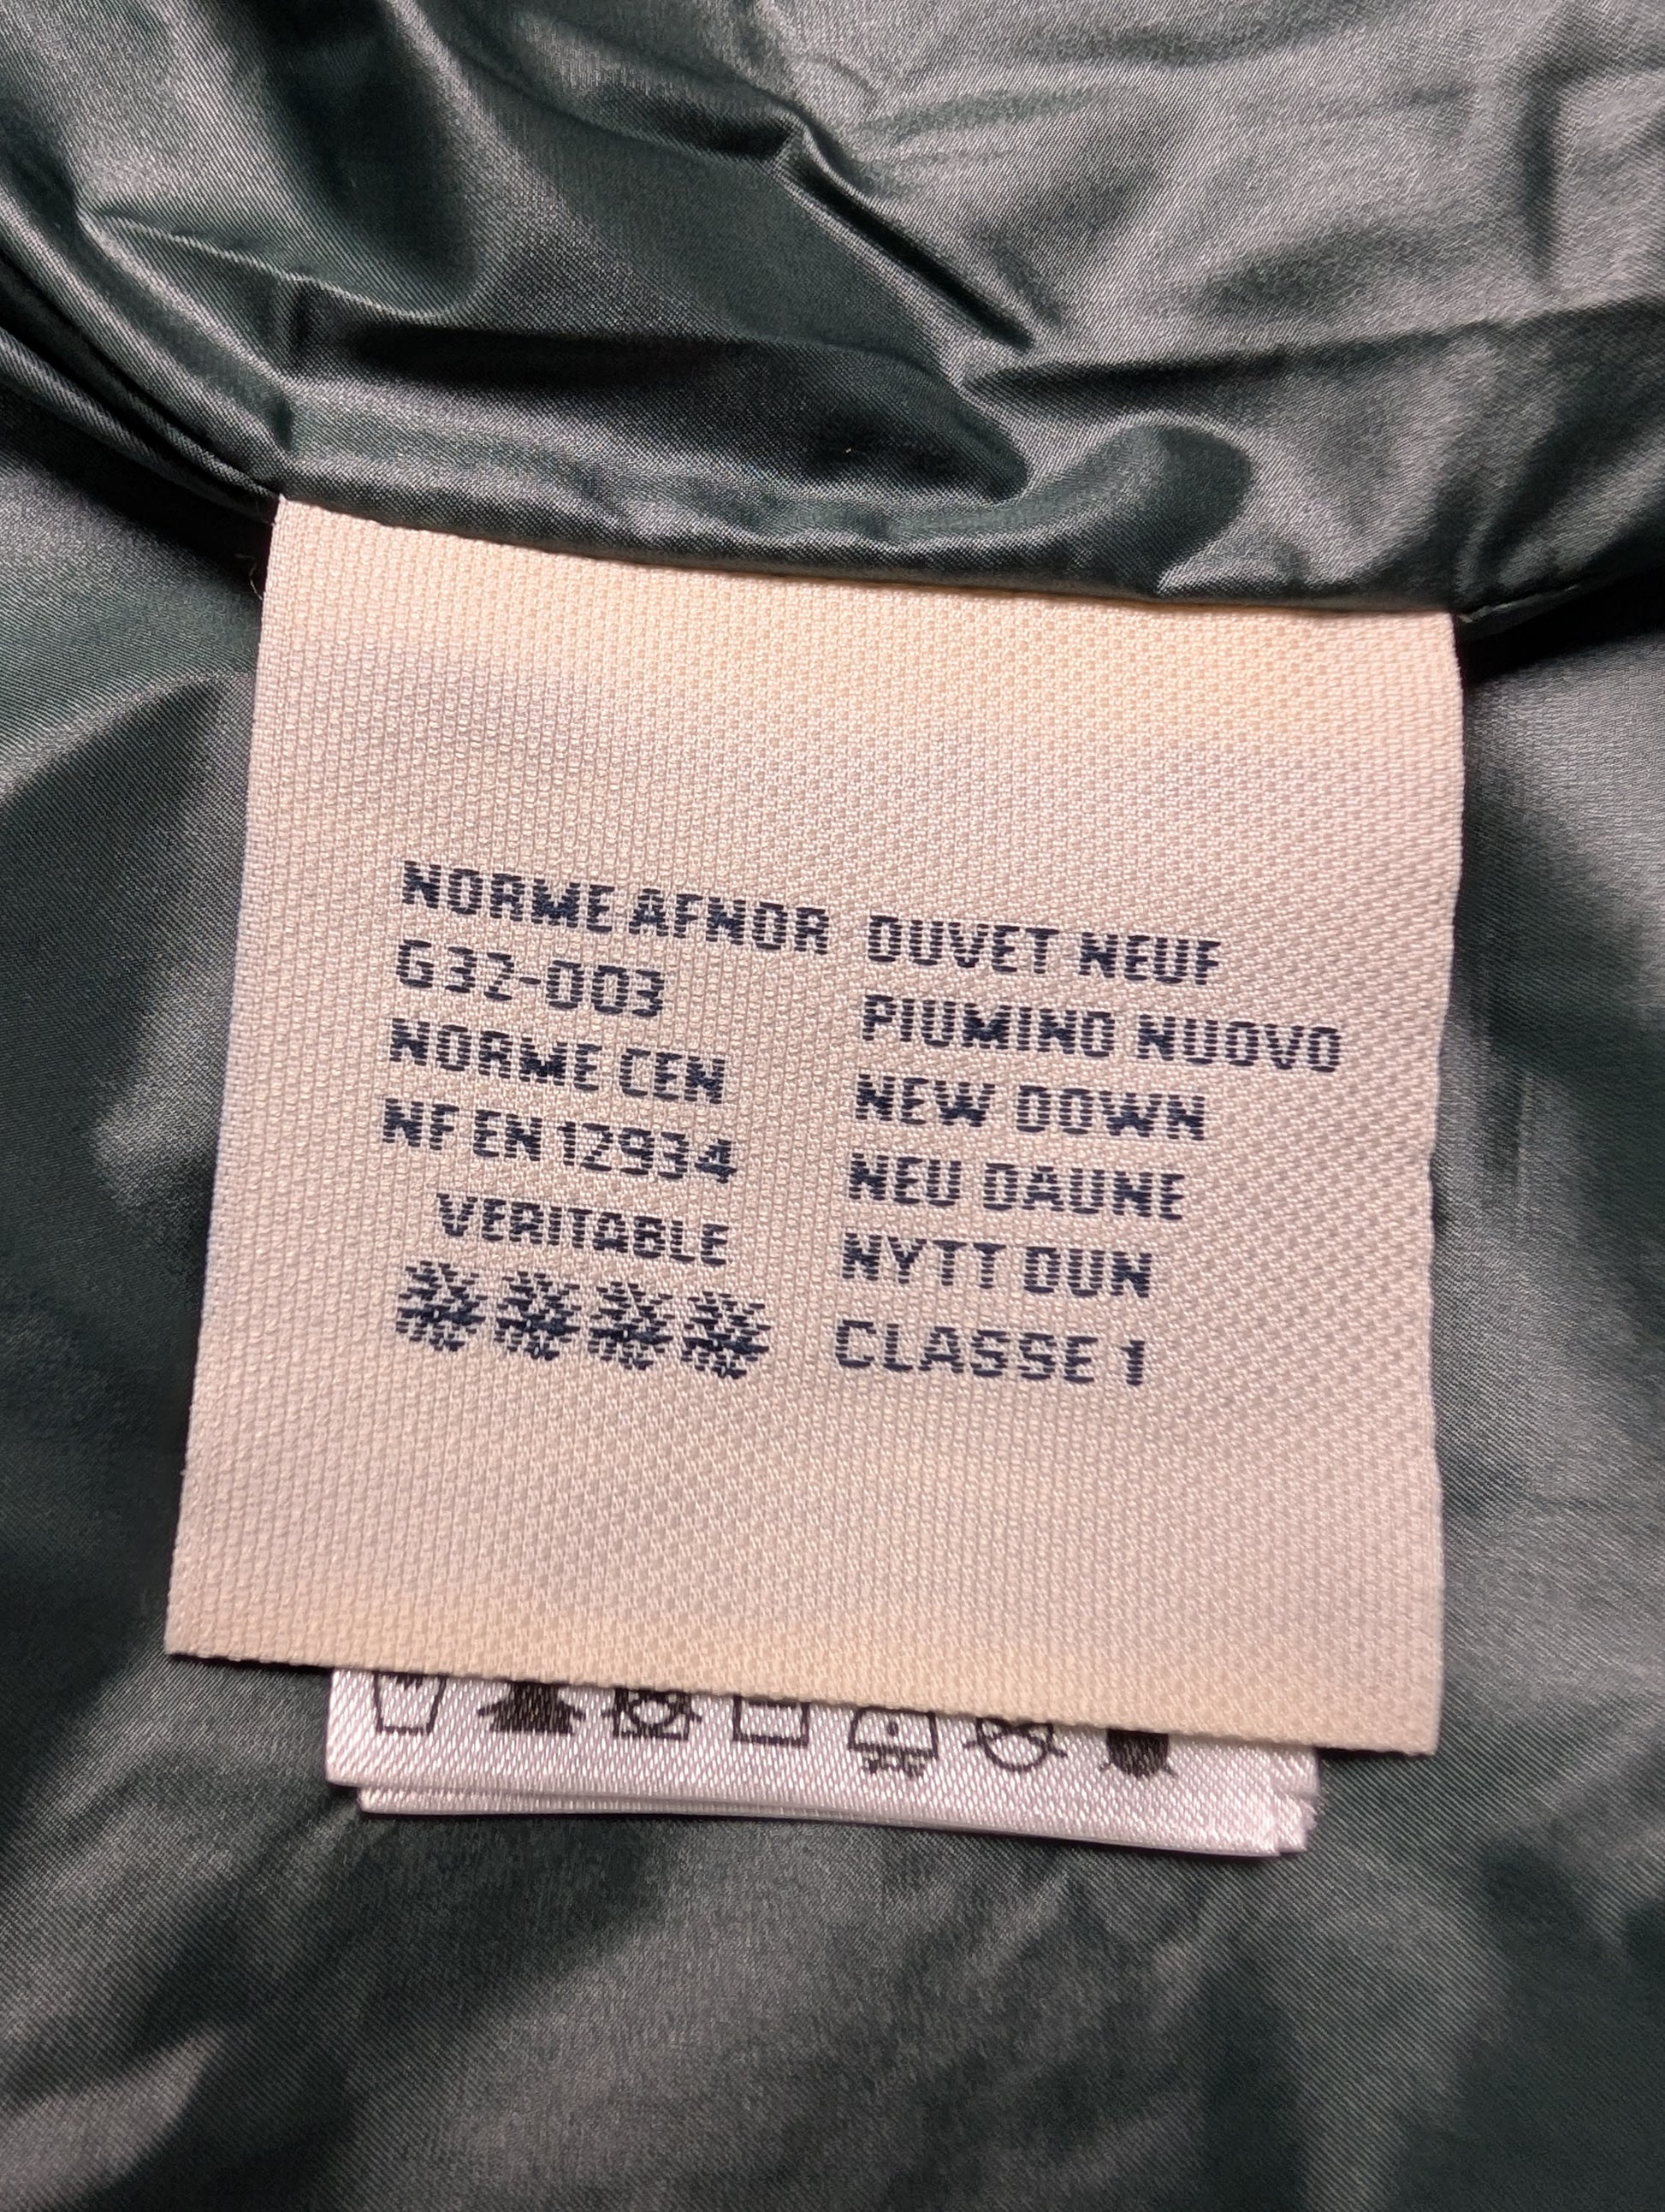 NORME AFNOR
G32-003
NORME CEN
NF EN 12934
VERITABLE
DUVET NEUF
PIUMINO NUOVO
NEW DOWN
NEU DAUNE
NYTT DUN
CLASSE 1